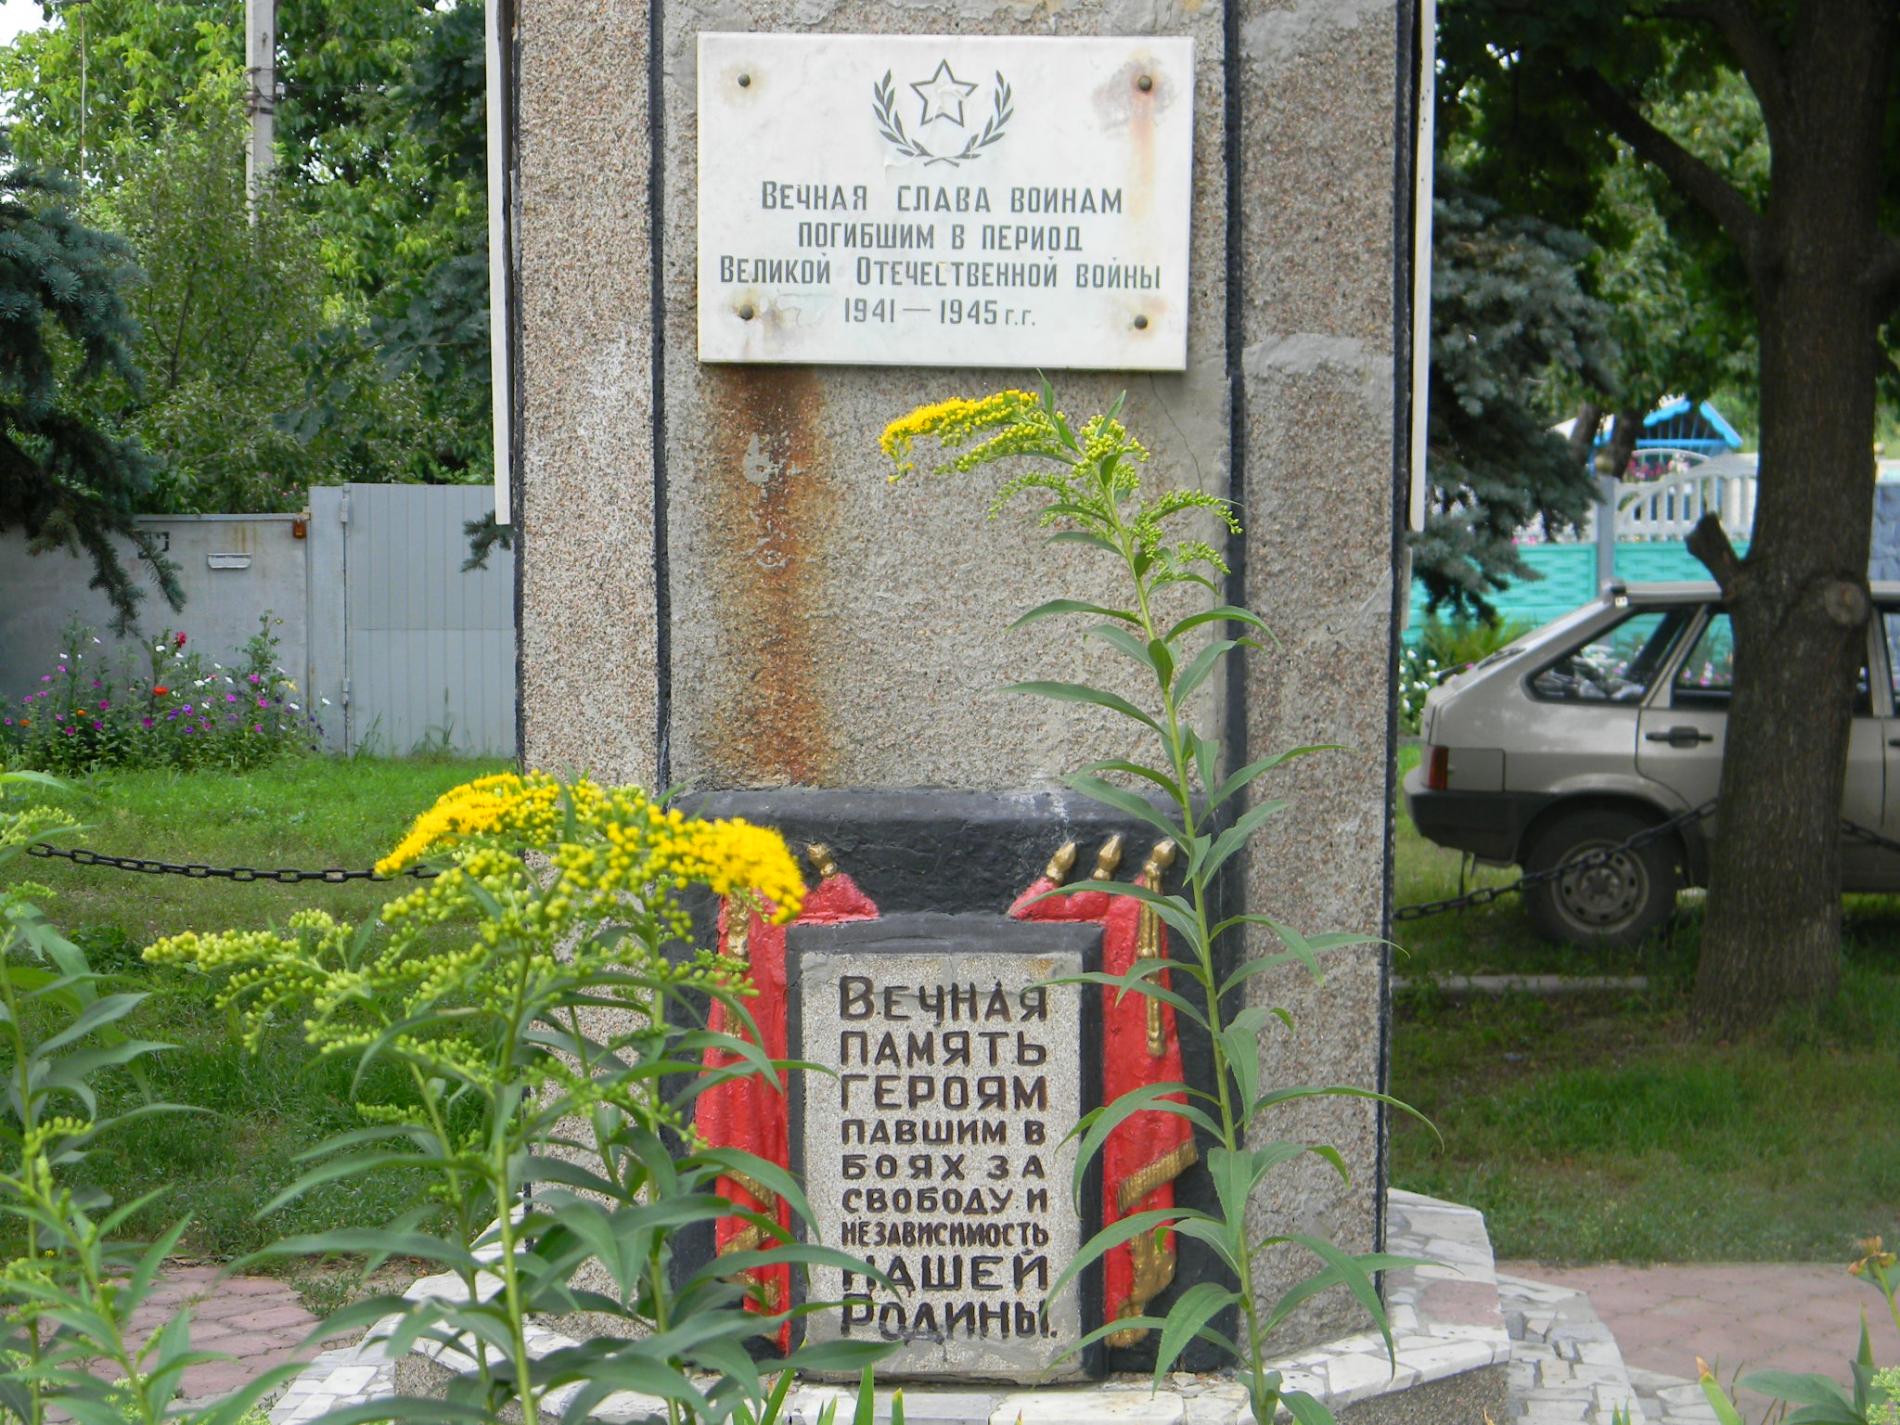 Вечная слава воинам
погибшим в период
Великой Отечественной войны
1941 — 1945 г.г.
Вечная
память
героям
павшим в
боях за
свободу и
независимость
нашей
Родины.